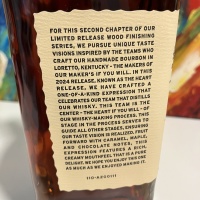 FOR THIS SECOND CHAPTER OF OUR
LIMITED RELEASE WOOD FINISHING
SERIES, WE PURSUE UNIQUE TASTE
VISIONS INSPIRED BY THE TEAMS WHO
CRAFT OUR HANDMADE BOURBON IN
LORETTO, KENTUCKY - THE MAKERS OF
OUR MAKER'S IF YOU WILL. IN THIS
2024 RELEASE, KNOWN AS THE HEART
RELEASE, WE HAVE CRAFTED A
ONE-OF-A-KIND EXPRESSION THAT
CELEBRATES OUR TEAM THAT DISTILLS
OUR WHISKY. THIS TEAM IS THE
CENTER - THE HEART IF YOU WILL - OF
OUR WHISKY-MAKING PROCESS. THIS
STAGE IN THE PROCESS SERVES TO
GUIDE ALL OTHER STAGES, ENSURING
OUR TASTE VISION IS REALIZED. FRUIT
FORWARD WITH CARAMEL, MAPLE,
AND CHOCOLATE NOTES, THIS
EXPRESSION FEATURES A RICH,
CREAMY MOUTHFEEL THAT IS A PURE
DELIGHT. WE HOPE YOU ENJOY THIS ONE
AS MUCH AS WE ENJOYED MAKING IT.